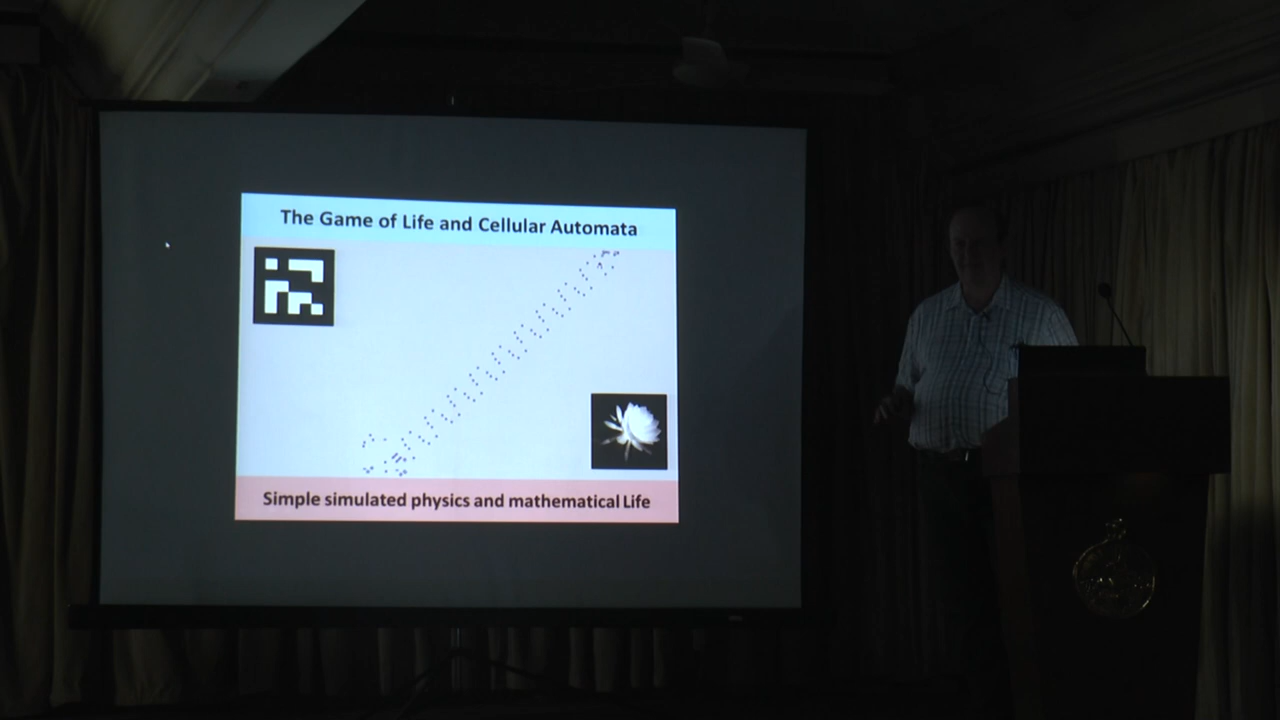 The Game of Life and Cellular Automata
Simple simulated physics and mathematical Life